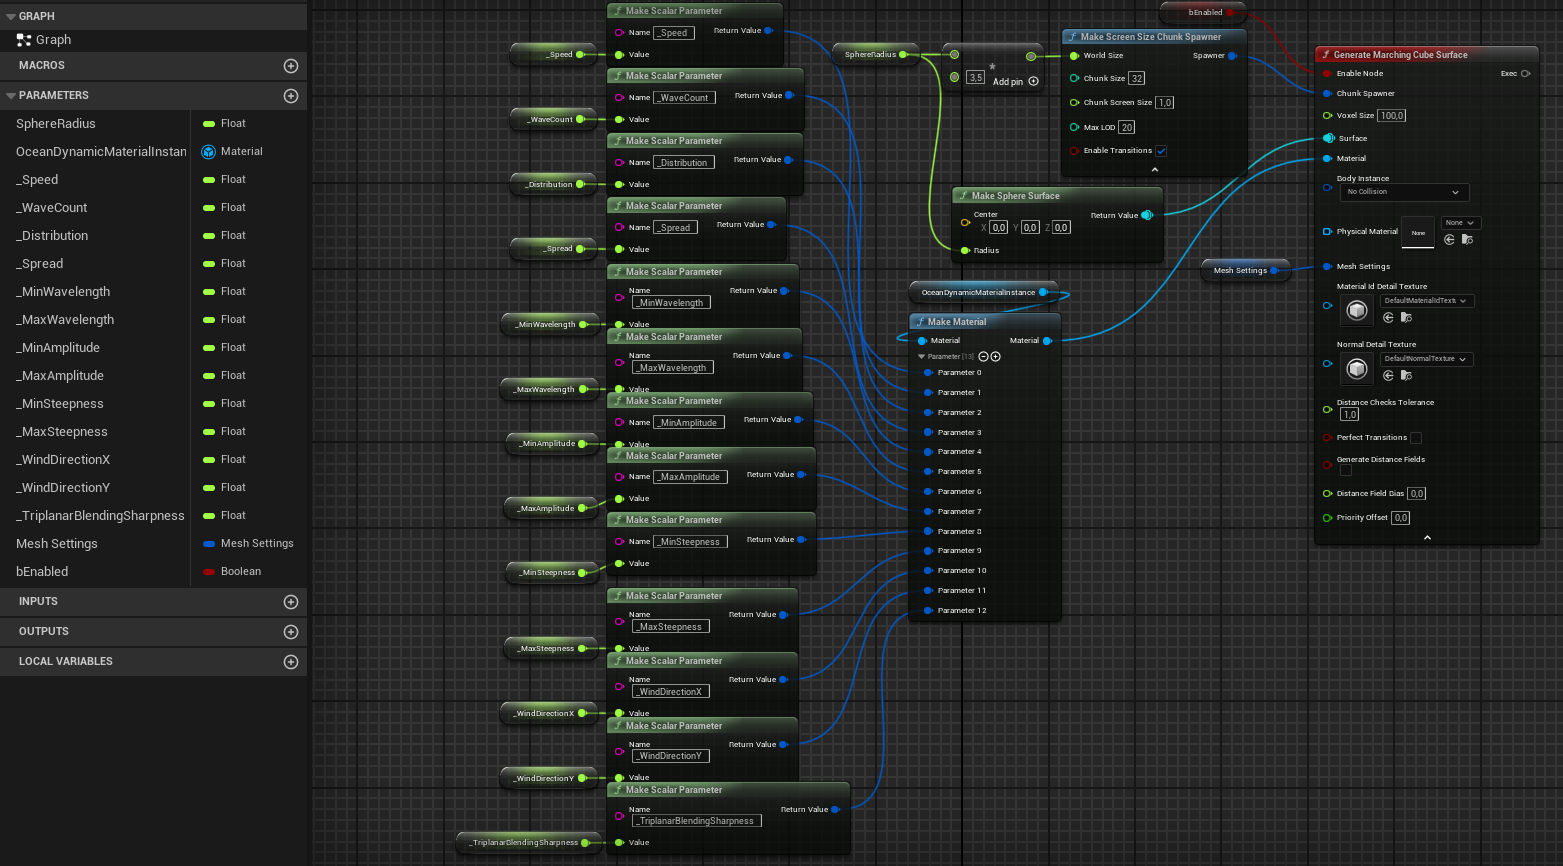 GRAPH
Graph
MACROS
PARAMETERS
SphereRadius Float
OceanDynamicMaterialInstan Material
_Speed Float
_WaveCount Float
_Distribution Float
_Spread Float
_MinWavelength Float
_MaxWavelength Float
_MinAmplitude Float
_MaxAmplitude Float
_MinSteepness Float
_MaxSteepness Float
_WindDirectionX Float
_WindDirectionY Float
_TriplanarBlendingSharpness Float
Mesh Settings Mesh Settings
bEnabled Boolean
INPUTS
OUTPUTS
LOCAL VARIABLES
_Speed
Make Scalar Parameter
Name _Speed Return Value
Value
_WaveCount
Make Scalar Parameter
Name _WaveCount Return Value
Value
_Distribution
Make Scalar Parameter
Name _Distribution Return Value
Value
_Spread
Make Scalar Parameter
Name _Spread Return Value
Value
_MinWavelength
Make Scalar Parameter
Name Return Value
_MinWavelength
Value
_MaxWavelength
Make Scalar Parameter
Name Return Value
_MaxWavelength
Value
_MinAmplitude
Make Scalar Parameter
Name _MinAmplitude Return Value
Value
_MaxAmplitude
Make Scalar Parameter
Name _MaxAmplitude Return Value
Value
_MinSteepness
Make Scalar Parameter
Name _MinSteepness Return Value
Value
_MaxSteepness
Make Scalar Parameter
Name Return Value
_MaxSteepness
Value
_WindDirectionX
Make Scalar Parameter
Name Return Value
_WindDirectionX
Value
_WindDirectionY
Make Scalar Parameter
Name Return Value
_WindDirectionY
Value
_TriplanarBlendingSharpness
Make Scalar Parameter
Name Return Value
_TriplanarBlendingSharpness
Value
SphereRadius
3,5 * Add pin
bEnabled
Make Screen Size Chunk Spawner
World Size Spawner
Chunk Size 32
Chunk Screen Size 1,0
Max LOD 20
Enable Transitions
Make Sphere Surface
Center Return Value
X 0,0 Y 0,0 Z 0,0
Radius
OceanDynamicMaterialInstance
Make Material
Material Material
Parameter [13]
Parameter 0
Parameter 1
Parameter 2
Parameter 3
Parameter 4
Parameter 5
Parameter 6
Parameter 7
Parameter 8
Parameter 9
Parameter 10
Parameter 11
Parameter 12
Mesh Settings
Generate Marching Cube Surface
Enable Node Exec
Chunk Spawner
Voxel Size 100,0
Surface
Material
Body Instance
No Collision
Physical Material None None
Mesh Settings
Material Id Detail Texture
DefaultMaterialIdText
Normal Detail Texture
DefaultNormalTexture
Distance Checks Tolerance
1,0
Perfect Transitions
Generate Distance Fields
Distance Field Bias 0,0
Priority Offset 0,0